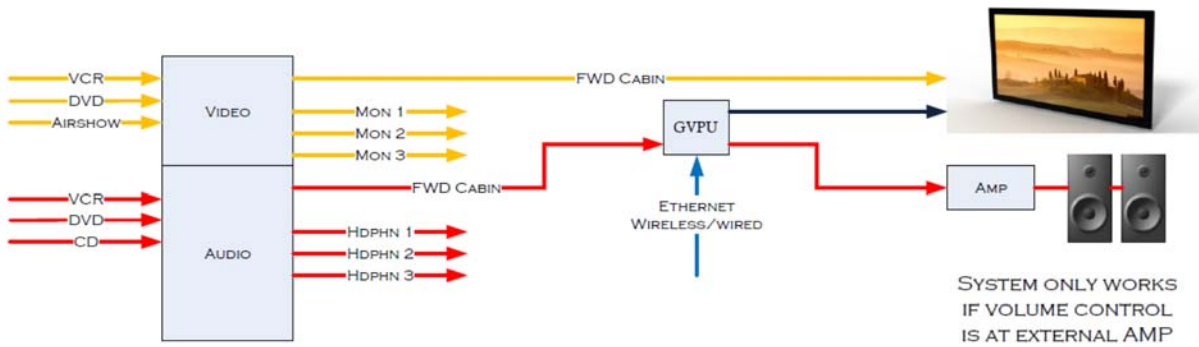 VCR
DVD
AIRSHOW
VIDEO
FWD CABIN
MON 1
MON 2
MON 3
GVPU
VCR
DVD
CD
AUDIO
FWD CABIN
HDPHN 1
HDPHN 2
HDPHN 3
ETHERNET
WIRELESS/WIRED
AMP
SYSTEM ONLY WORKS
IF VOLUME CONTROL
IS AT EXTERNAL AMP